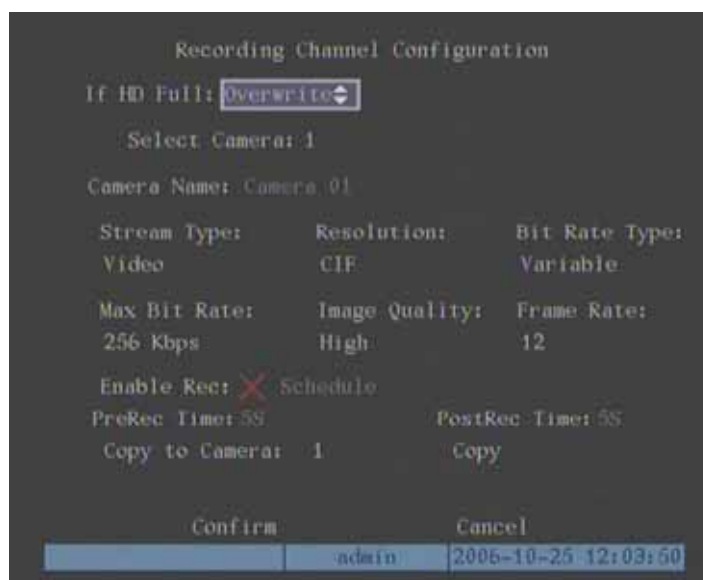 Recording Channel Configuration
If HD Full: Overwrite
Select Camera: 1
Camera Name: Camera 01
Stream Type: Resolution: Bit Rate Type:
Video CIF Variable
Max Bit Rate: Image Quality: Frame Rate:
256 Kbps High 12
Enable Rec: Schedule
PreRec Time: 5S PostRec Time: 5S
Copy to Camera: 1 Copy
Confirm Cancel
admin 2006-10-25 12:03:50